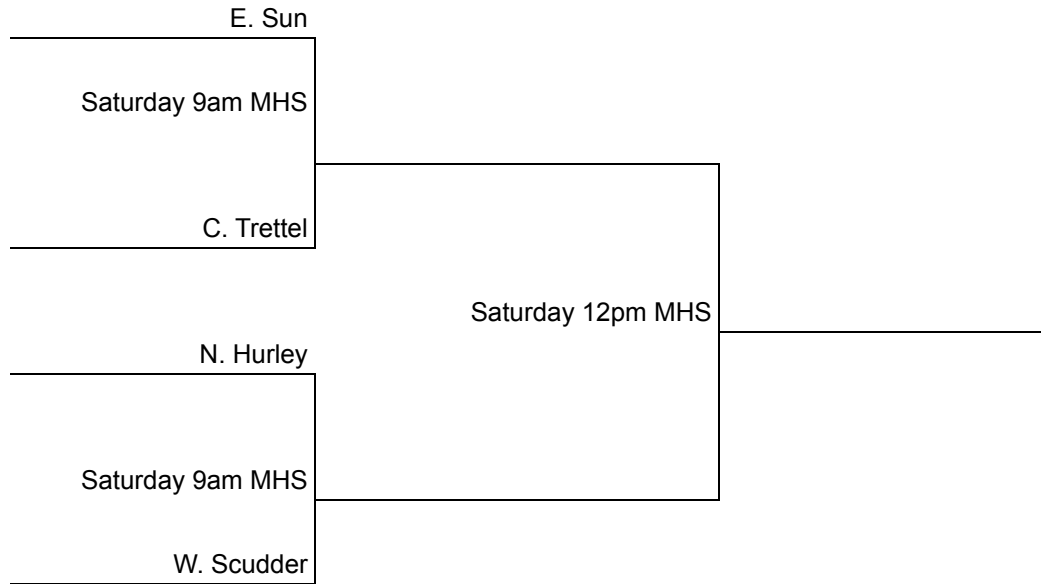 E. Sun
Saturday 9am MHS
C. Trettel
Saturday 12pm MHS
N. Hurley
Saturday 9am MHS
W. Scudder